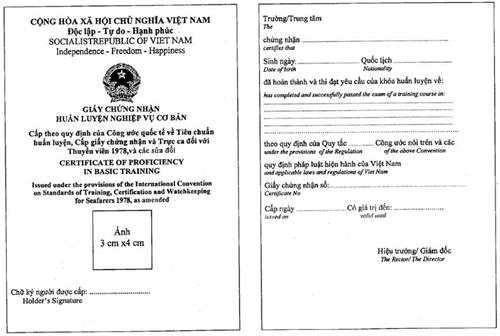 CỘNG HÒA XÃ HỘI CHỦ NGHĨA VIỆT NAM
Độc lập - Tự do - Hạnh phúc
SOCIALISTREPUBLIC OF VIET NAM
Independence - Freedom - Happiness
GIẤY CHỨNG NHẬN
HUẤN LUYỆN NGHIỆP VỤ CƠ BẢN
Cấp theo quy định của Công ước quốc tế về Tiêu chuẩn
huấn luyện, Cấp giấy chứng nhận và Trực ca đối với
Thuyền viên 1978,và các sửa đổi
CERTIFICATE OF PROFICIENCY
IN BASIC TRAINING
Issued under the provisions of the International Convention
on Standards of Training, Certification and Watchkeeping
for Seafarers 1978, as amended
Ảnh
3 cm x4 cm
Chữ ký người được cấp:
Holder's Signature
Trường/Trung tâm
The
chứng nhận
certifies that
Sinh ngày: Quốc tịch
Date of birth Nationality
đã hoàn thành và thi đạt yêu cầu của khóa huấn luyện về:
has completed and successfully passed the exam of a training course in:
theo quy định của Quy tắc Công ước nói trên và các
under the provisions of the Regulation of the above Convention
quy định pháp luật hiện hành của Việt Nam
and applicable laws and regulations of Viet Nam
Giấy chứng nhận số:
Certificate No
Cấp ngày Có giá trị đến:
issued on valid until
Hiệu trưởng/ Giám đốc
The Rector/ The Director